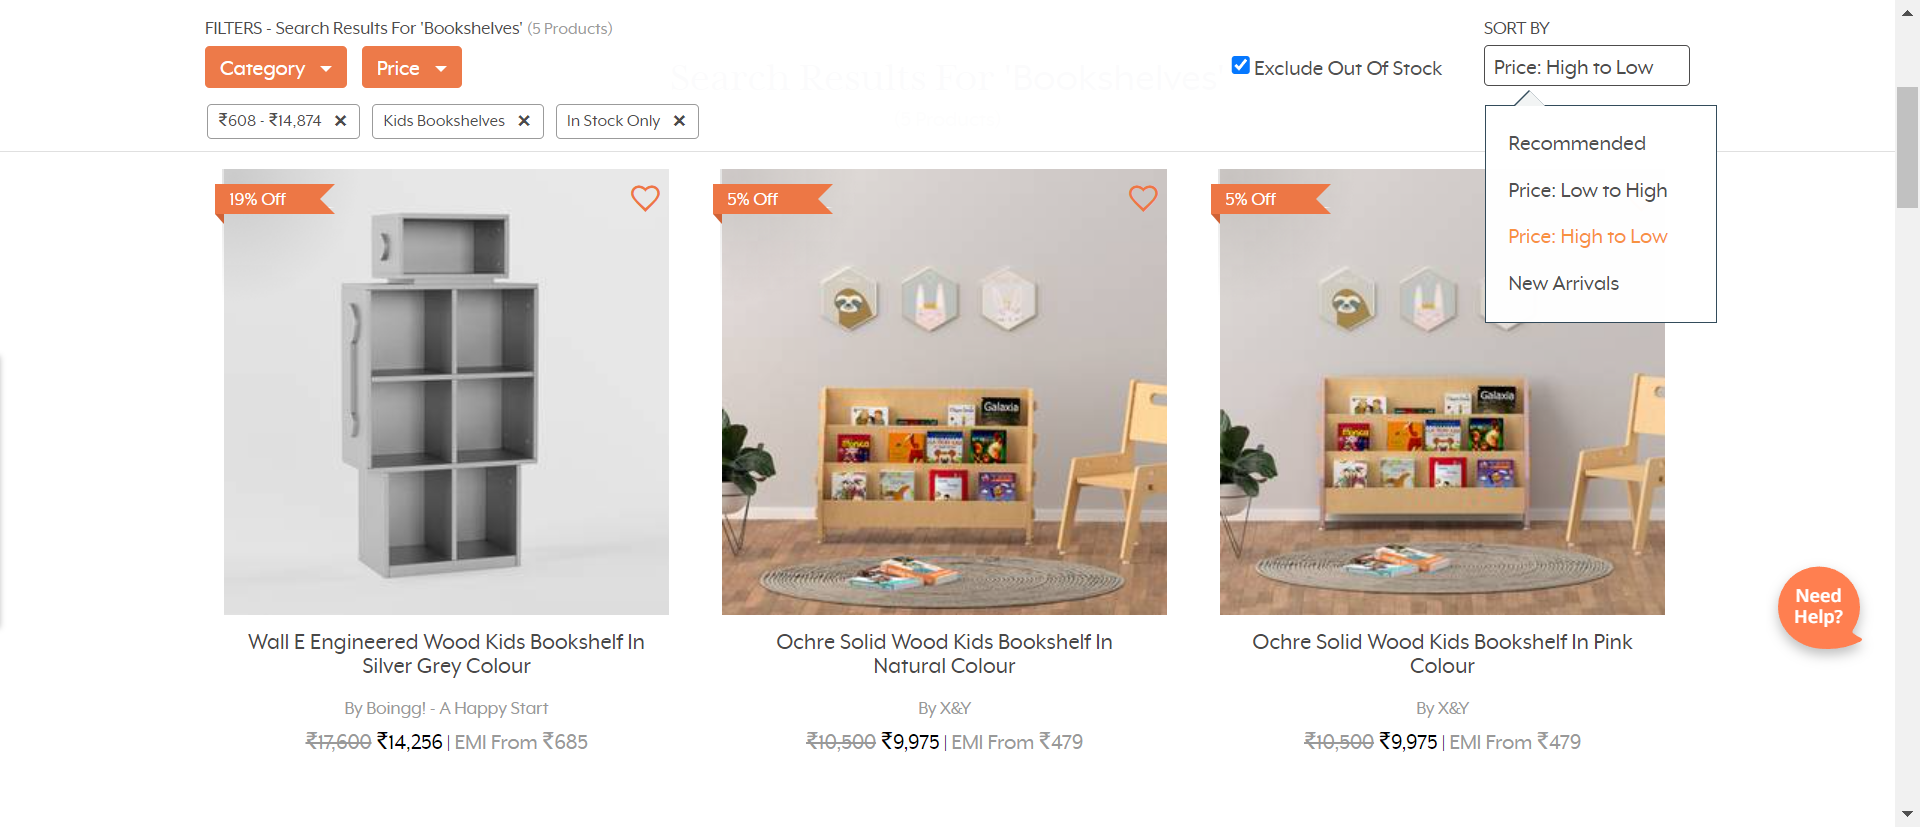 FILTERS - Search Results For 'Bookshelves' (5 Products)
SORT BY
Category
Price
Search Results For 'Bookshelves'
Exclude Out Of Stock
Price: High to Low
₹608 - ₹14,874 ✕
Kids Bookshelves ✕
In Stock Only ✕
Recommended
Price: Low to High
Price: High to Low
New Arrivals
19% Off
5% Off
5% Off
Galaxia
Galaxia
Need
Help?
Wall E Engineered Wood Kids Bookshelf In
Silver Grey Colour
By Boingg! - A Happy Start
₹17,600 ₹14,256 | EMI From ₹685
Ochre Solid Wood Kids Bookshelf In
Natural Colour
By X&Y
₹10,500 ₹9,975 | EMI From ₹479
Ochre Solid Wood Kids Bookshelf In Pink
Colour
By X&Y
₹10,500 ₹9,975 | EMI From ₹479